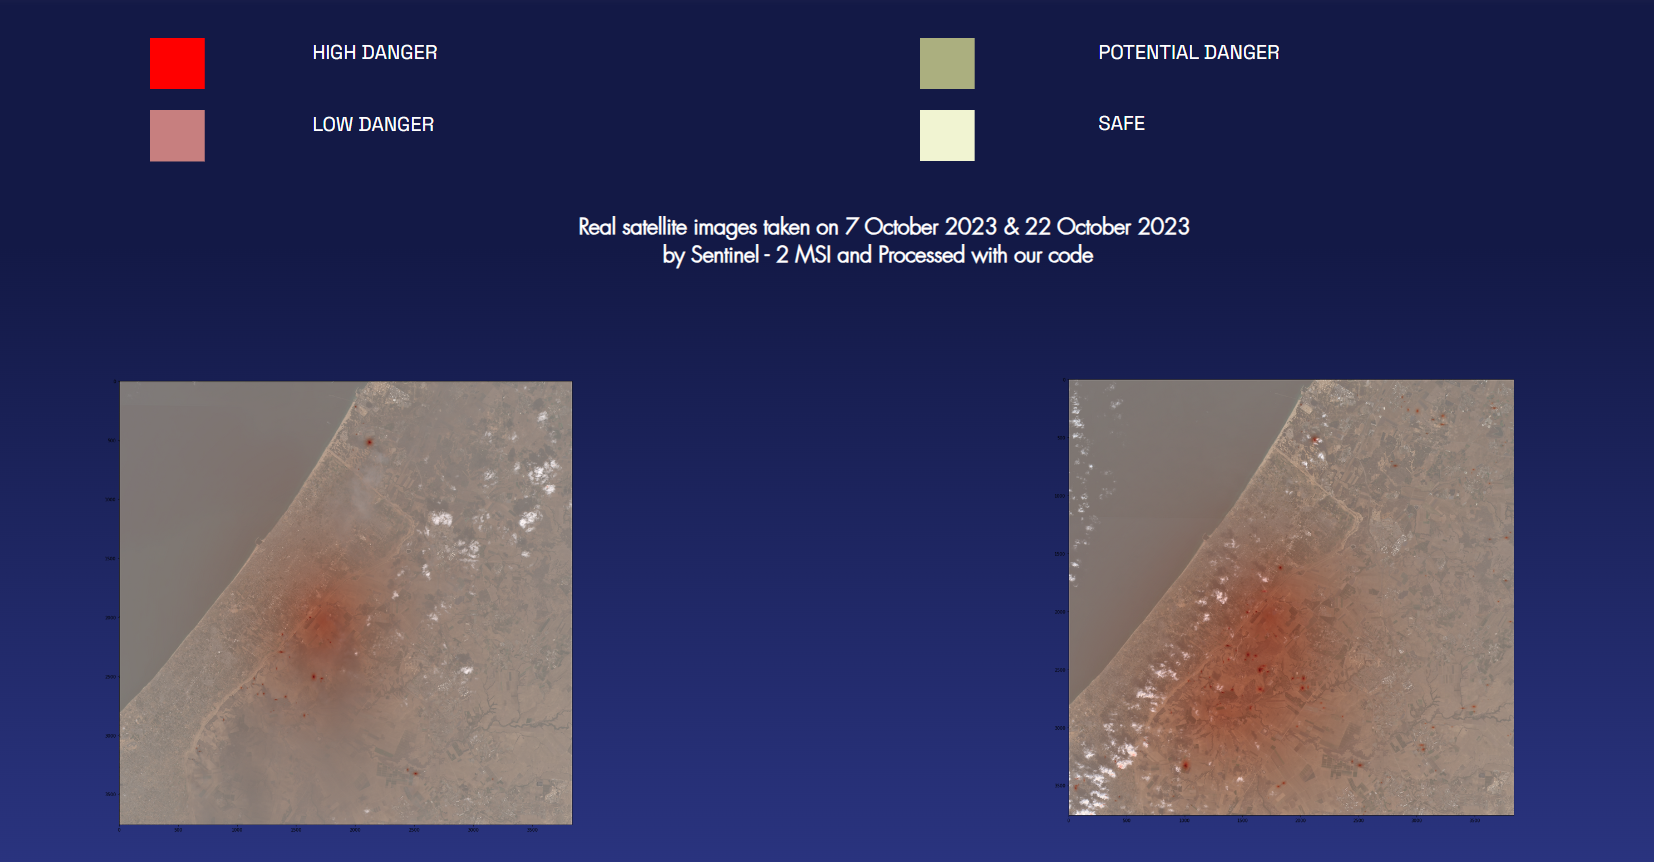 HIGH DANGER
POTENTIAL DANGER
LOW DANGER
SAFE
Real satellite images taken on 7 October 2023 & 22 October 2023
by Sentinel - 2 MSI and Processed with our code